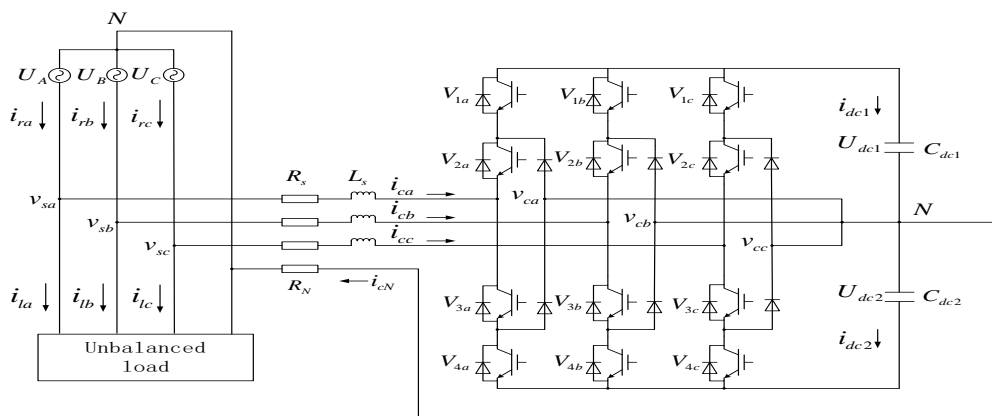 N
U_A U_B U_C
i_ra i_rb i_rc
v_sa
v_sb
v_sc
i_la i_lb i_lc
Unbalanced
load
R_s L_s i_ca
i_cb
i_cc
R_N i_cN
V_1a V_1b V_1c
V_2a V_2b V_2c
v_ca v_cb v_cc
V_3a V_3b V_3c
V_4a V_4b V_4c
i_dc1
U_dc1 C_dc1
N
U_dc2 C_dc2
i_dc2